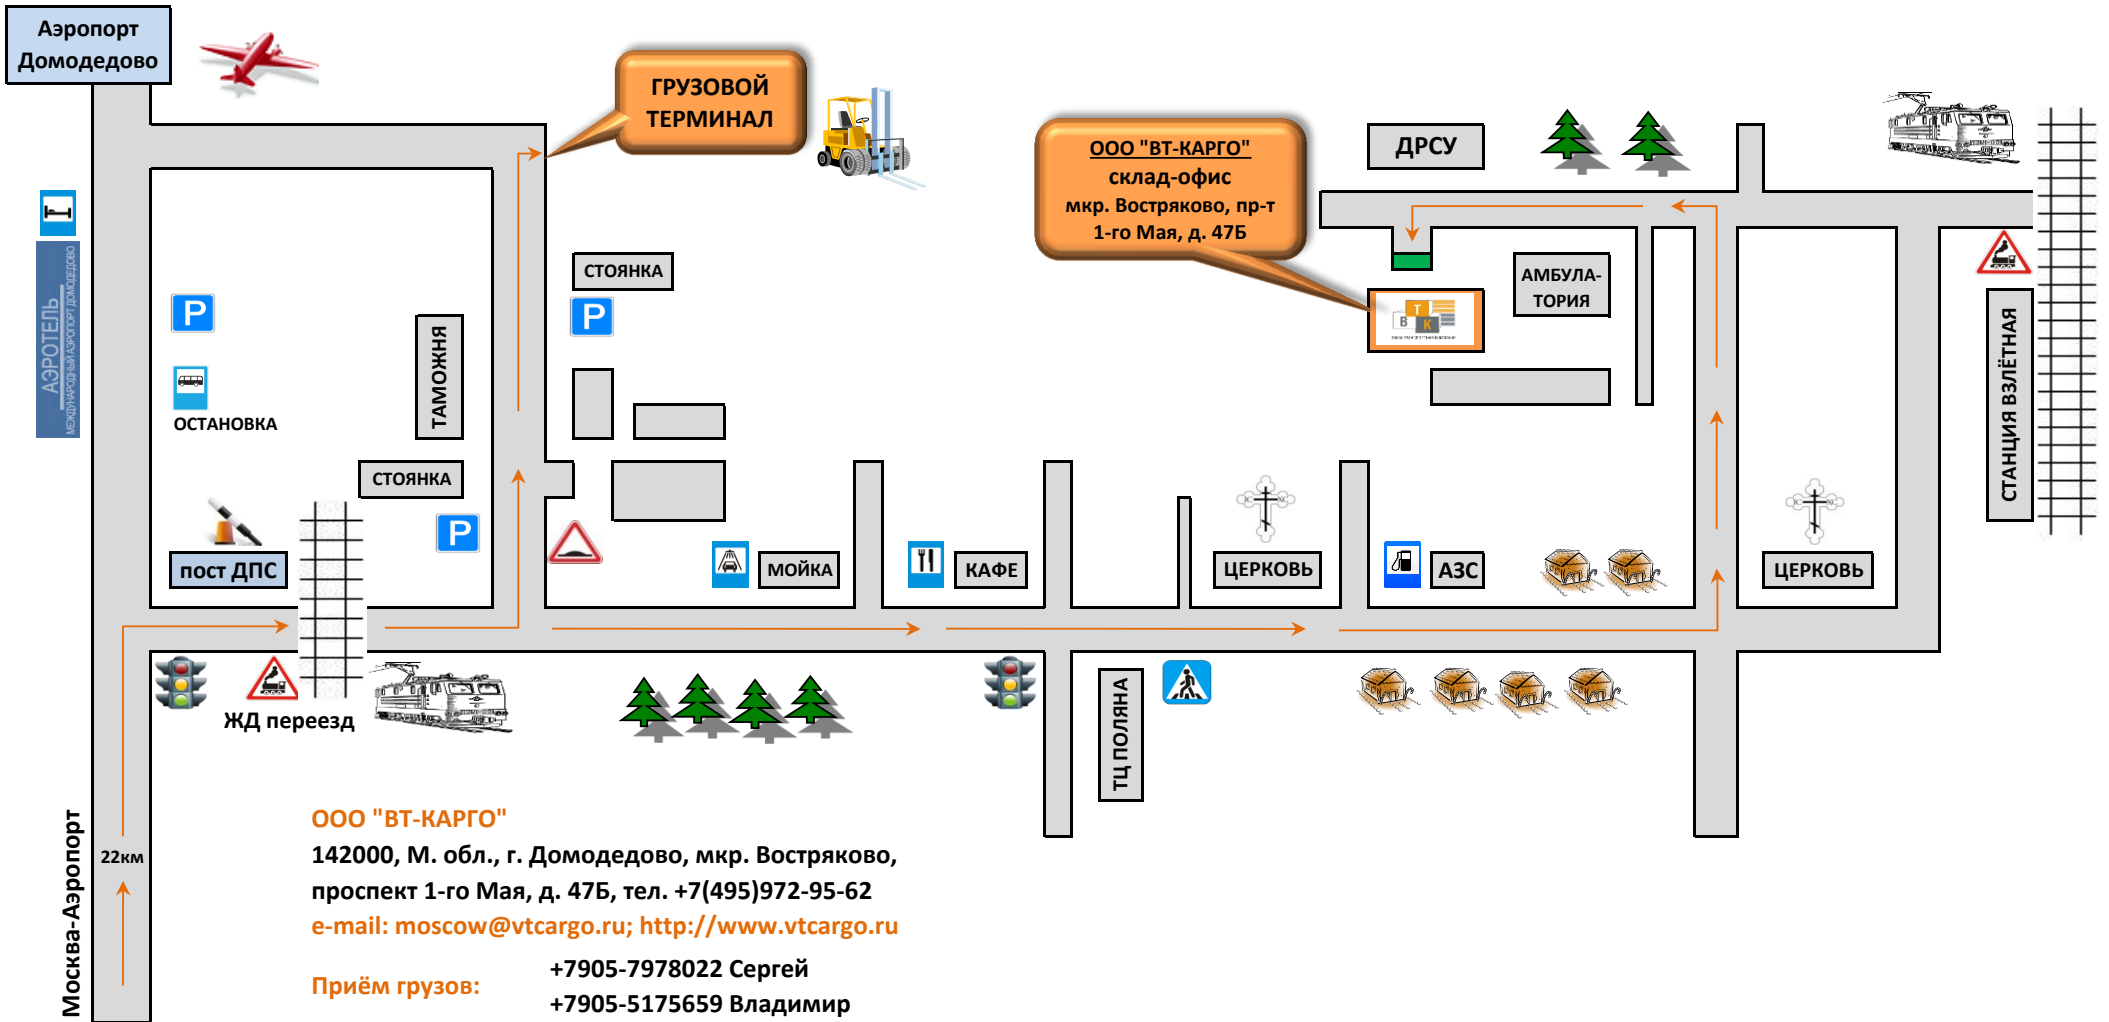 Аэропорт
Домодедово
ГРУЗОВОЙ
ТЕРМИНАЛ
ООО "ВТ-КАРГО"
склад-офис
мкр. Востряково, пр-т
1-го Мая, д. 47Б
ДРСУ
АЭРОТЕЛЬ
МЕЖДУНАРОДНЫЙ АЭРОПОРТ ДОМОДЕДОВО
P
ОСТАНОВКА
ТАМОЖНЯ
СТОЯНКА
P
СТОЯНКА
P
пост ДПС
В Т К
АМБУЛА-
ТОРИЯ
СТАНЦИЯ ВЗЛЁТНАЯ
МОЙКА
КАФЕ
ЦЕРКОВЬ
АЗС
ЦЕРКОВЬ
ЖД переезд
ТЦ ПОЛЯНА
Москва-Аэропорт
22км
ООО "ВТ-КАРГО"
142000, М. обл., г. Домодедово, мкр. Востряково,
проспект 1-го Мая, д. 47Б, тел. +7(495)972-95-62
e-mail: moscow@vtcargo.ru; http://www.vtcargo.ru
Приём грузов:
+7905-7978022 Сергей
+7905-5175659 Владимир